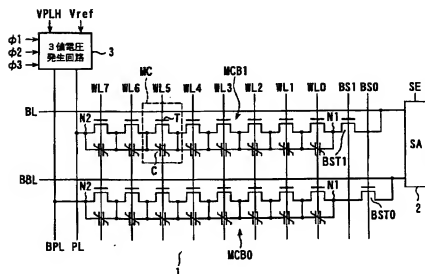 VPLH Vref
φ1
φ2
φ3
3値電圧
発生回路
3
MC
WL7 WL6 WL5 WL4 WL3 WL2 WL1 WL0 BS1 BS0
MCB1
SE
BL
N2
T
N1
C
BST1
SA
BBL
N2
N1
2
BST0
BPL PL
MCB0
1